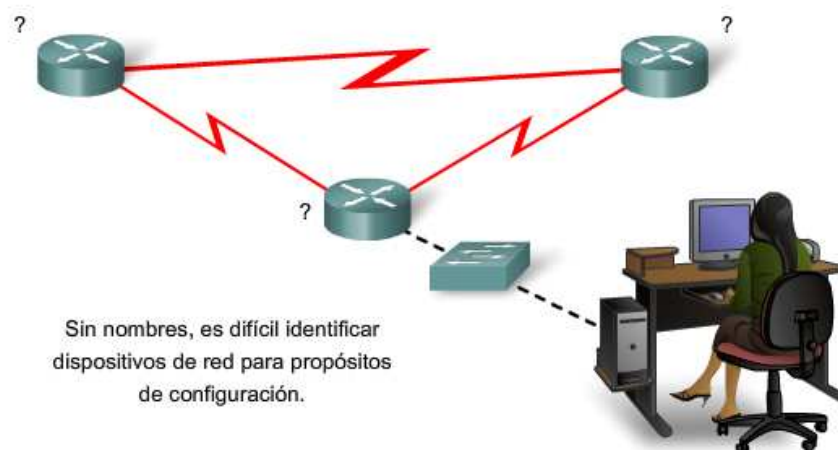 ?
?
?
Sin nombres, es difícil identificar
dispositivos de red para propósitos
de configuración.